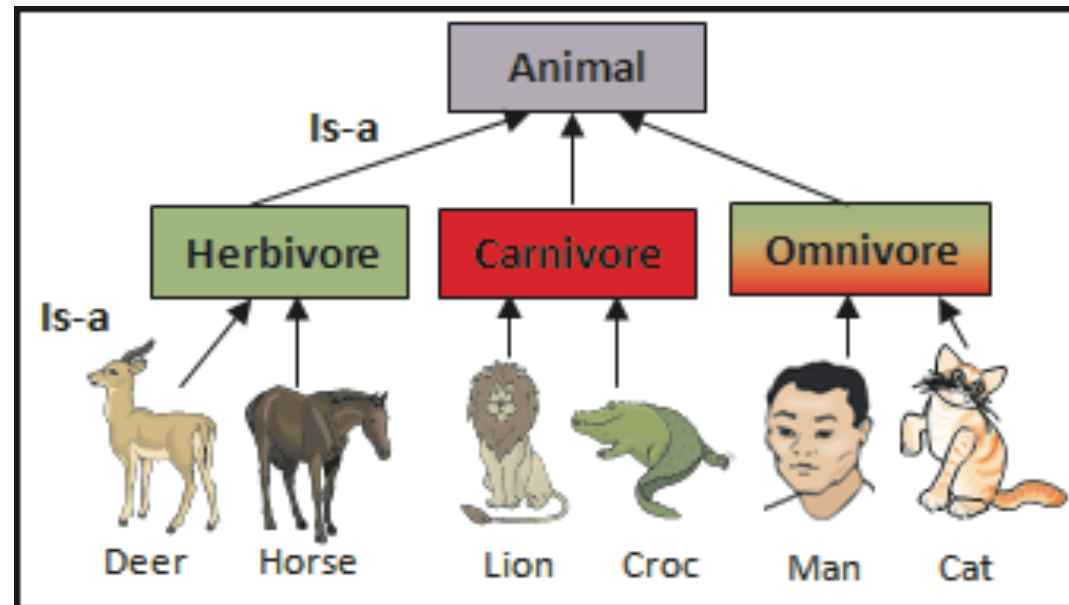 Animal
Is-a
Herbivore
Carnivore
Omnivore
Is-a
Deer
Horse
Lion
Croc
Man
Cat